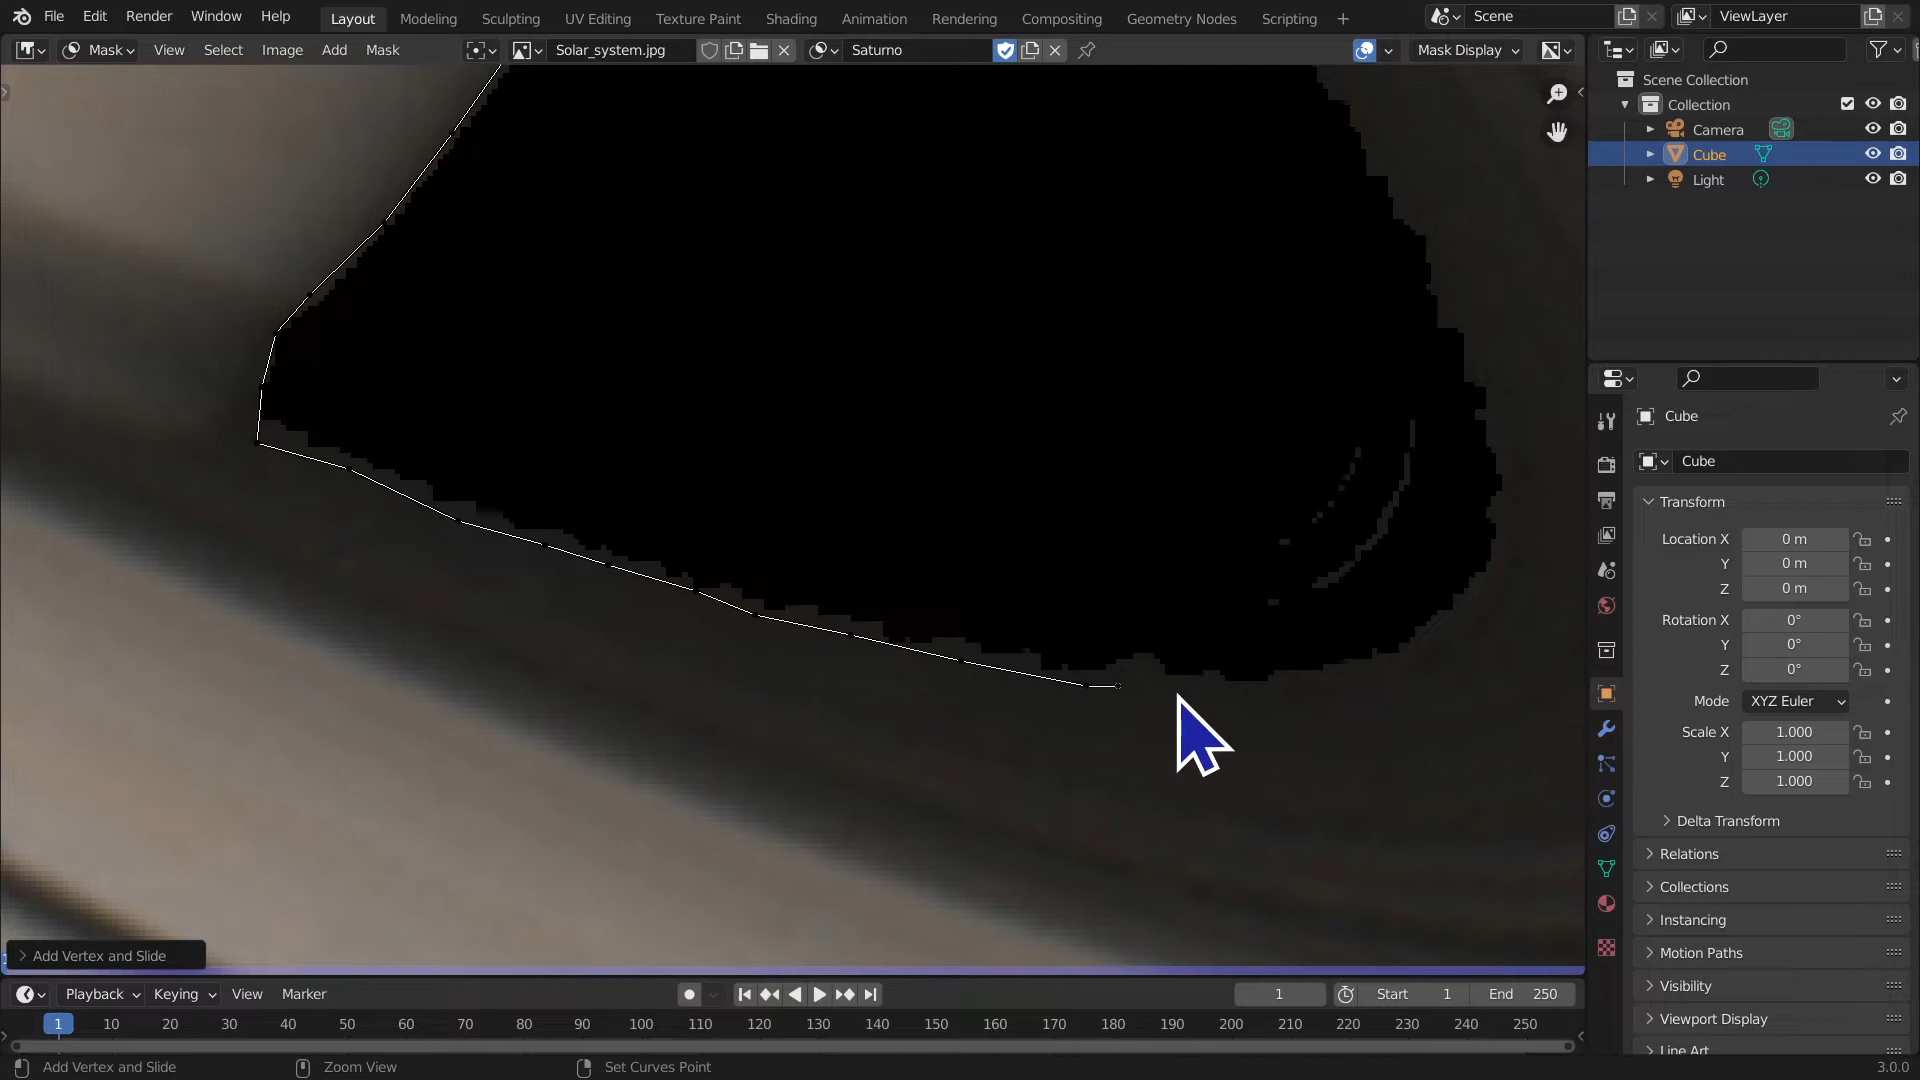 File Edit Render Window Help Layout Modeling Sculpting UV Editing Texture Paint Shading Animation Rendering Compositing Geometry Nodes Scripting + Scene ViewLayer
Mask View Select Image Add Mask Solar_system.jpg Saturno Mask Display
Scene Collection
Collection
Camera
Cube
Light
Cube
Cube
Transform
Location X 0 m
Y 0 m
Z 0 m
Rotation X 0°
Y 0°
Z 0°
Mode XYZ Euler
Scale X 1.000
Y 1.000
Z 1.000
Delta Transform
Relations
Collections
Instancing
Motion Paths
Visibility
Viewport Display
Line Art
Add Vertex and Slide
Playback Keying View Marker 1 Start 1 End 250
1 10 20 30 40 50 60 70 80 90 100 110 120 130 140 150 160 170 180 190 200 210 220 230 240 250
Add Vertex and Slide Zoom View Set Curves Point 3.0.0